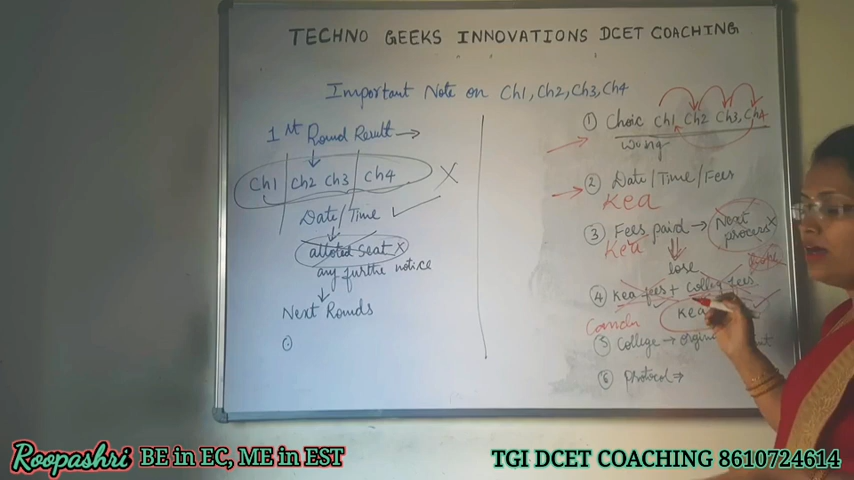 TECHNO GEEKS INNOVATIONS DCET COACHING
Important Note on Ch1, Ch2, Ch3, Ch4
1st Round Result →
Ch1 Ch2 Ch3 Ch4 X
Date/Time
alloted seat X
any furthe notice
Next Rounds
① Choic Ch1 Ch2 Ch3, Ch4
wrong
② Date/Time/Fees
Kea
③ Fees paid → Next process X
Kea
lose
④ Kea fees + colleg fees
Kea
⑤ College →
⑥ protocol ⇒
Roopashri BE in EC, ME in EST
TGI DCET COACHING 8610724614